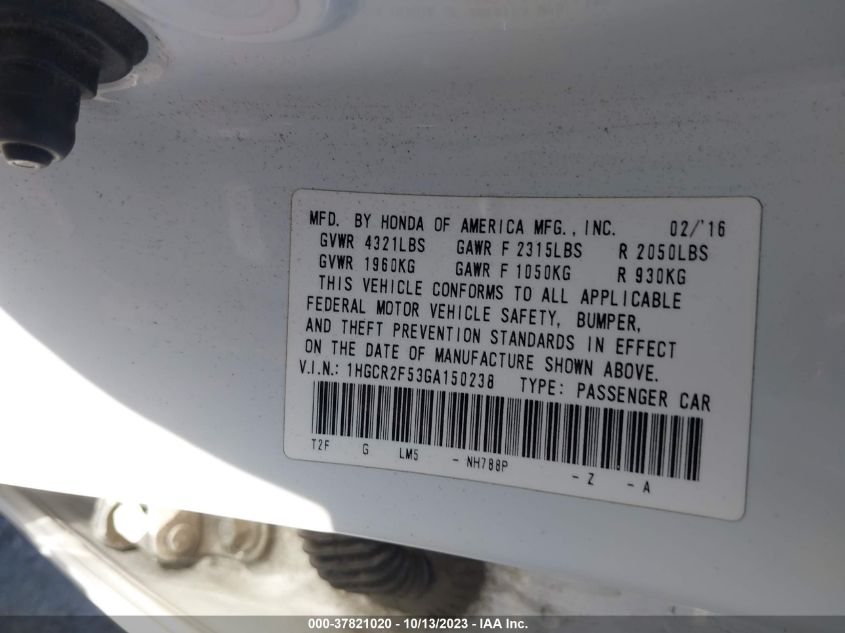 MFD. BY HONDA OF AMERICA MFG., INC. 02/'16
GVWR 4321LBS GAWR F 2315LBS R 2050LBS
GVWR 1960KG GAWR F 1050KG R 930KG
THIS VEHICLE CONFORMS TO ALL APPLICABLE
FEDERAL MOTOR VEHICLE SAFETY, BUMPER,
AND THEFT PREVENTION STANDARDS IN EFFECT
ON THE DATE OF MANUFACTURE SHOWN ABOVE.
V.I.N.: 1HGCR2F53GA150238 TYPE: PASSENGER CAR
T2F G LM5 - NH788P - Z - A
000-37821020 - 10/13/2023 - IAA Inc.